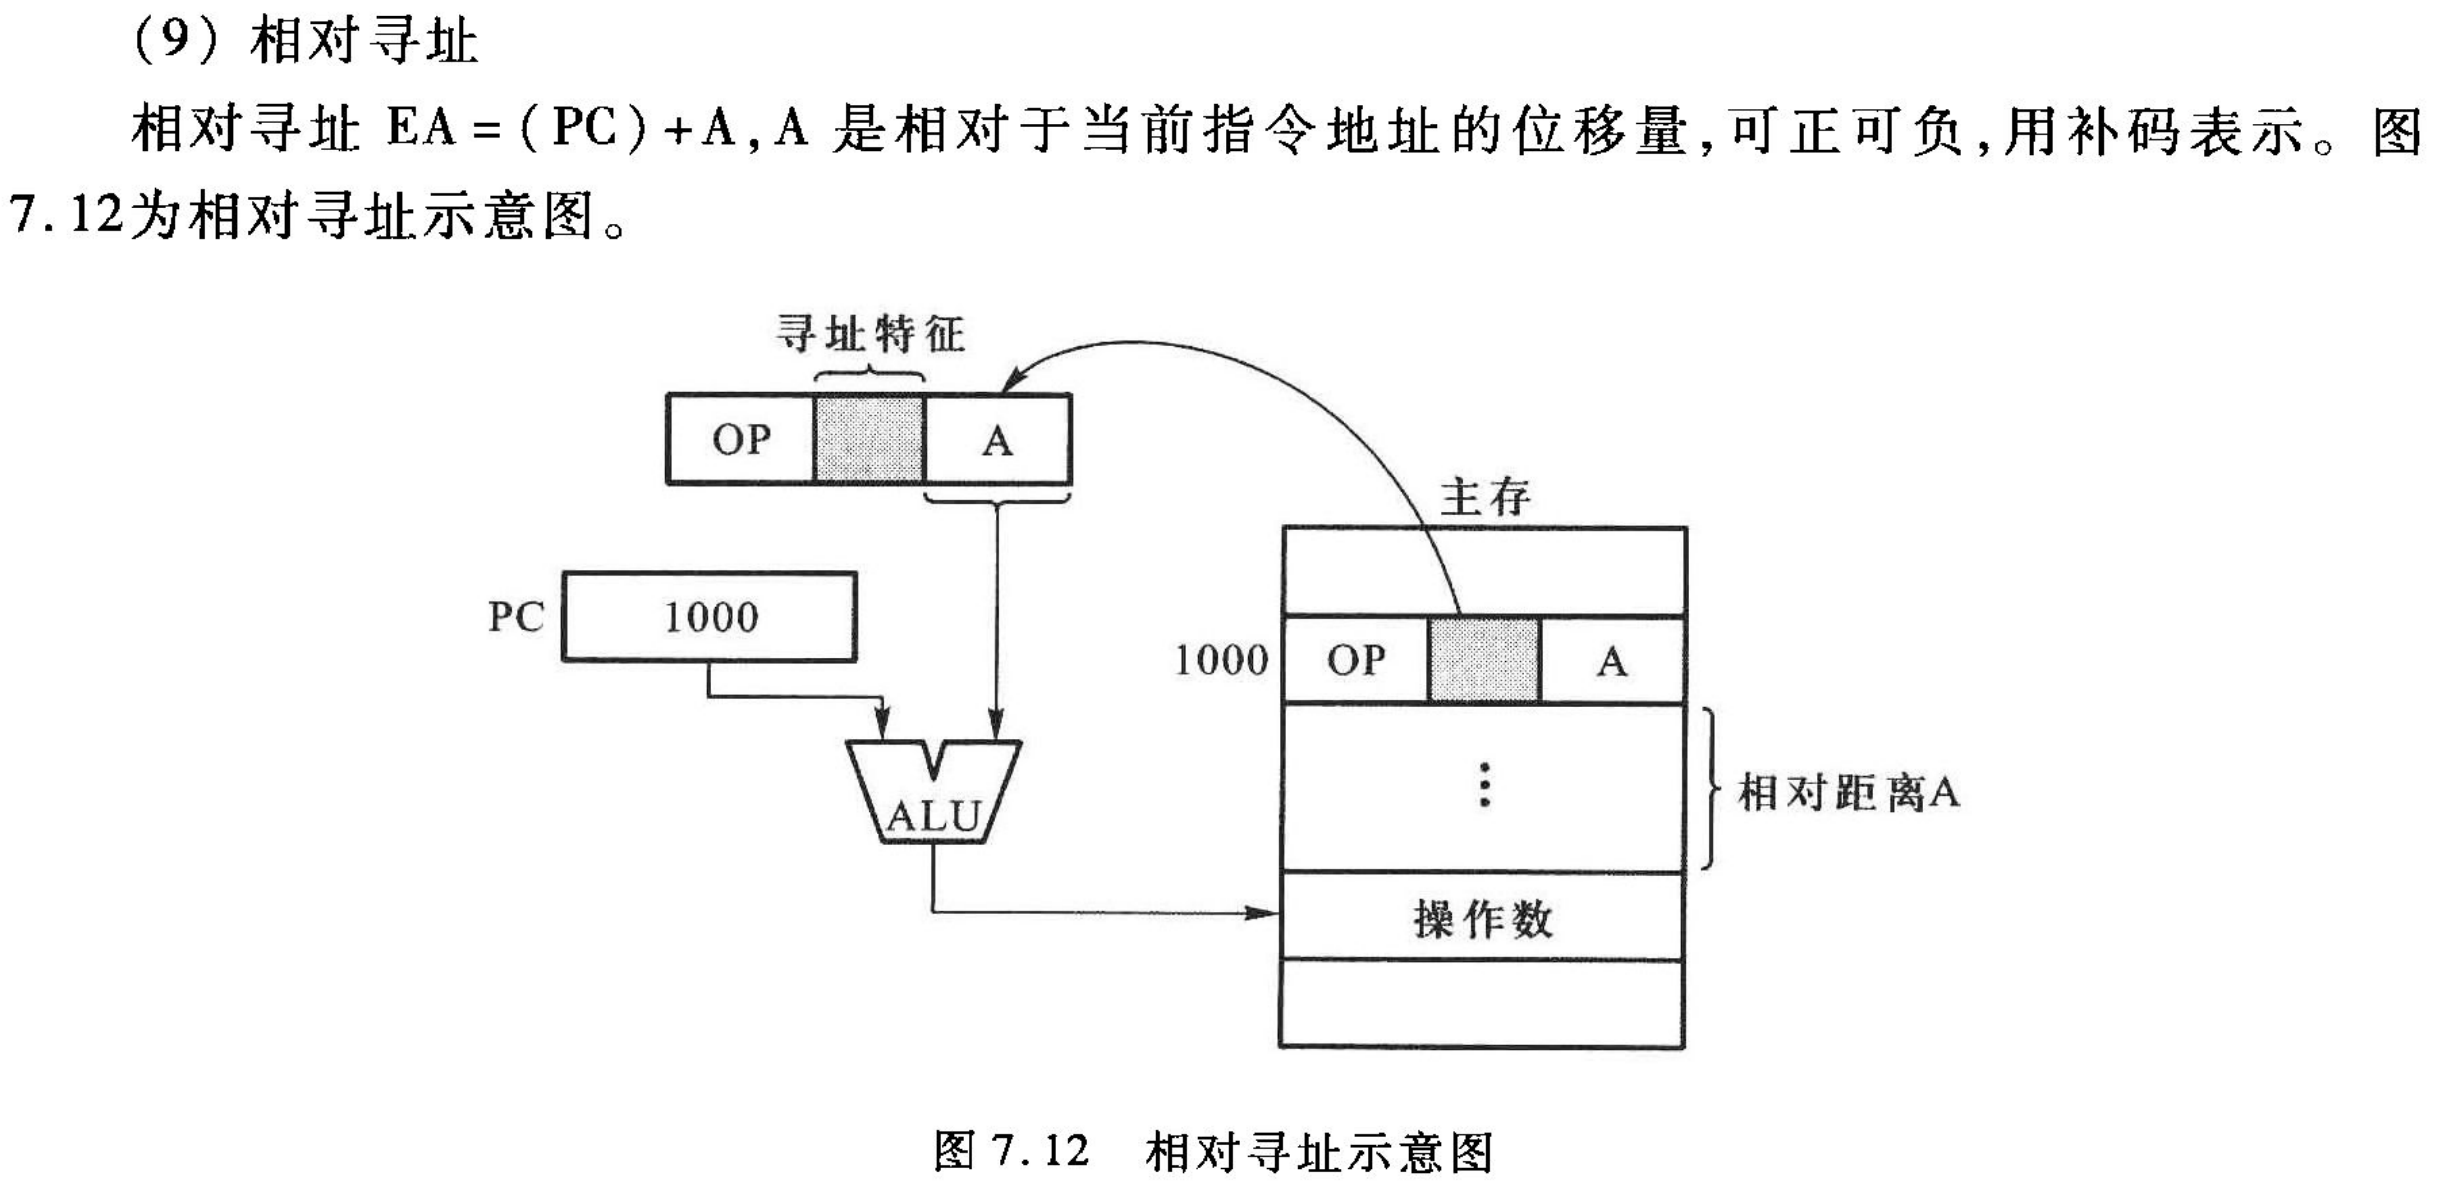 (9) 相对寻址
相对寻址 EA=(PC)+A,A 是相对于当前指令地址的位移量,可正可负,用补码表示。图
7.12为相对寻址示意图。
寻址特征
OP A
主存
PC 1000
1000 OP A
⋮
相对距离A
ALU
操作数
图 7.12 相对寻址示意图